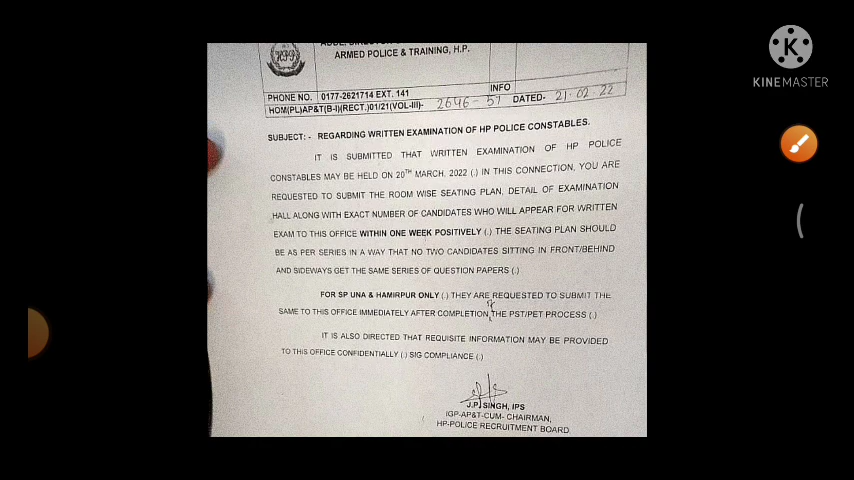 ARMED POLICE & TRAINING, H.P.
K
KINEMASTER
PHONE NO. 0177-2621714 EXT. 141
INFO
HOM(PL)AP&T(B-I)(RECT.)01/21(VOL-III)- 2646-57 DATED- 21.02.22
SUBJECT:- REGARDING WRITTEN EXAMINATION OF HP POLICE CONSTABLES.
IT IS SUBMITTED THAT WRITTEN EXAMINATION OF HP POLICE
CONSTABLES MAY BE HELD ON 20TH MARCH, 2022 (.) IN THIS CONNECTION, YOU ARE
REQUESTED TO SUBMIT THE ROOM WISE SEATING PLAN, DETAIL OF EXAMINATION
HALL ALONG WITH EXACT NUMBER OF CANDIDATES WHO WILL APPEAR FOR WRITTEN
EXAM TO THIS OFFICE WITHIN ONE WEEK POSITIVELY (.) THE SEATING PLAN SHOULD
BE AS PER SERIES IN A WAY THAT NO TWO CANDIDATES SITTING IN FRONT/BEHIND
AND SIDEWAYS GET THE SAME SERIES OF QUESTION PAPERS (.)
FOR SP UNA & HAMIRPUR ONLY (.) THEY ARE REQUESTED TO SUBMIT THE
SAME TO THIS OFFICE IMMEDIATELY AFTER COMPLETION of THE PST/PET PROCESS (.)
IT IS ALSO DIRECTED THAT REQUISITE INFORMATION MAY BE PROVIDED
TO THIS OFFICE CONFIDENTIALLY (.) SIG COMPLIANCE (.)
J.P. SINGH, IPS
IGP-AP&T-CUM- CHAIRMAN,
HP-POLICE RECRUITMENT BOARD